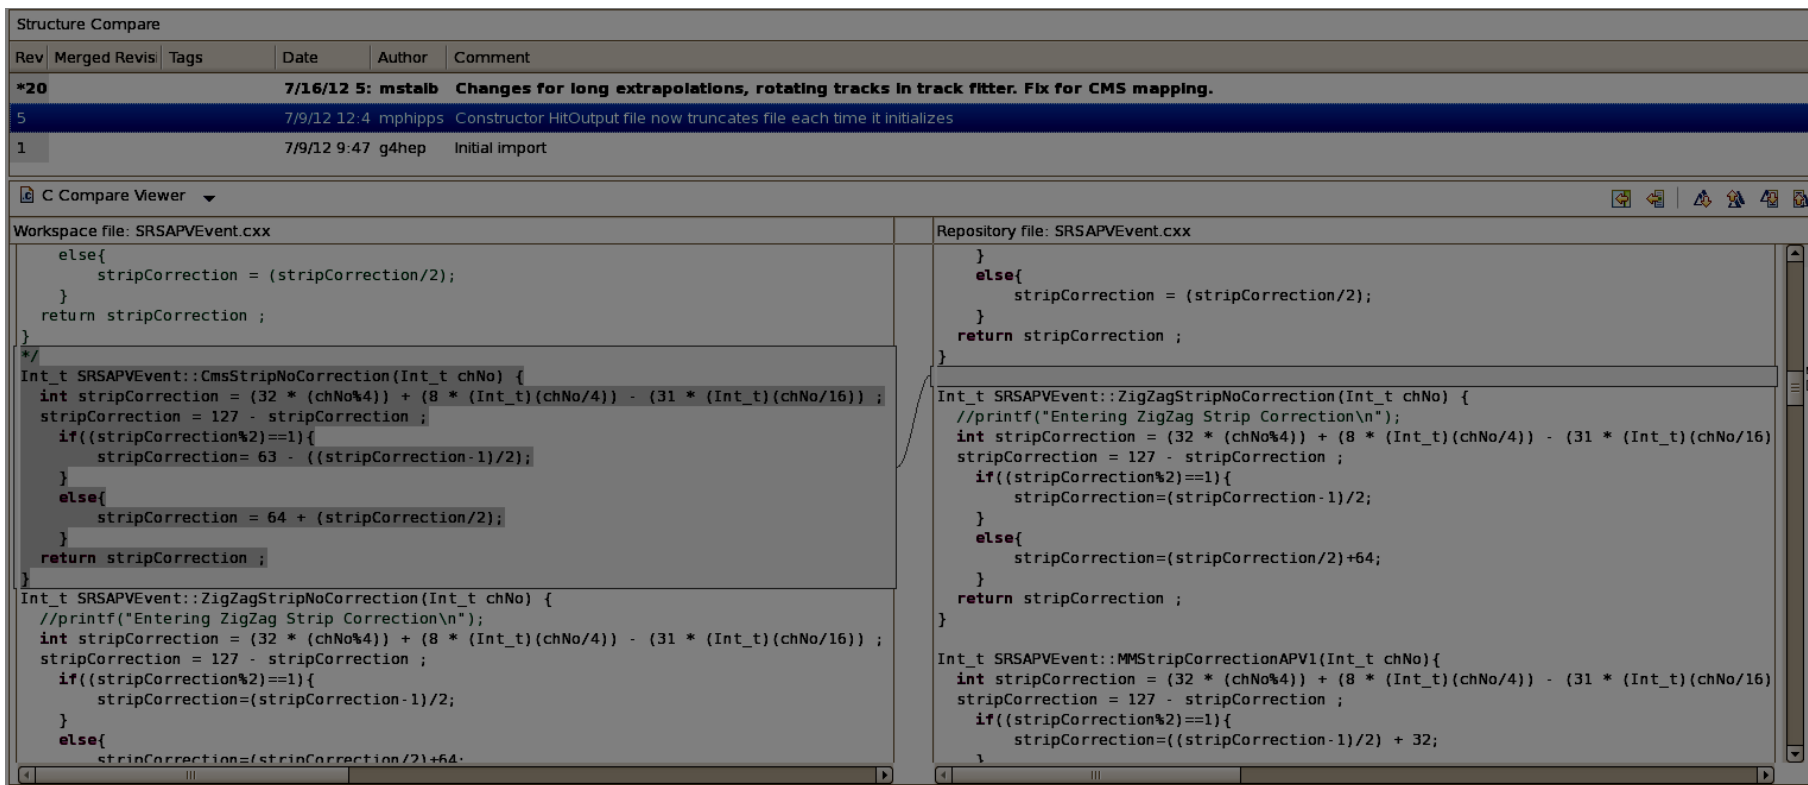 Structure Compare
Rev Merged Revisi Tags Date Author Comment
*20 7/16/12 5: mstaib Changes for long extrapolations, rotating tracks in track fitter. Fix for CMS mapping.
5 7/9/12 12:4 mphipps Constructor HitOutput file now truncates file each time it initializes
1 7/9/12 9:47 g4hep Initial import
C Compare Viewer
Workspace file: SRSAPVEvent.cxx
else{
stripCorrection = (stripCorrection/2);
}
return stripCorrection ;
}
*/
Int_t SRSAPVEvent::CmsStripNoCorrection(Int_t chNo) {
int stripCorrection = (32 * (chNo%4)) + (8 * (Int_t)(chNo/4)) - (31 * (Int_t)(chNo/16)) ;
stripCorrection = 127 - stripCorrection ;
if((stripCorrection%2)==1){
stripCorrection= 63 - ((stripCorrection-1)/2);
}
else{
stripCorrection = 64 + (stripCorrection/2);
}
return stripCorrection ;
}
Int_t SRSAPVEvent::ZigZagStripNoCorrection(Int_t chNo) {
//printf("Entering ZigZag Strip Correction\n");
int stripCorrection = (32 * (chNo%4)) + (8 * (Int_t)(chNo/4)) - (31 * (Int_t)(chNo/16)) ;
stripCorrection = 127 - stripCorrection ;
if((stripCorrection%2)==1){
stripCorrection=(stripCorrection-1)/2;
}
else{
stripCorrection=(stripCorrection/2)+64;
Repository file: SRSAPVEvent.cxx
}
else{
stripCorrection = (stripCorrection/2);
}
return stripCorrection ;
}
Int_t SRSAPVEvent::ZigZagStripNoCorrection(Int_t chNo) {
//printf("Entering ZigZag Strip Correction\n");
int stripCorrection = (32 * (chNo%4)) + (8 * (Int_t)(chNo/4)) - (31 * (Int_t)(chNo/16)
stripCorrection = 127 - stripCorrection ;
if((stripCorrection%2)==1){
stripCorrection=(stripCorrection-1)/2;
}
else{
stripCorrection=(stripCorrection/2)+64;
}
return stripCorrection ;
}
Int_t SRSAPVEvent::MMStripCorrectionAPV1(Int_t chNo){
int stripCorrection = (32 * (chNo%4)) + (8 * (Int_t)(chNo/4)) - (31 * (Int_t)(chNo/16)
stripCorrection = 127 - stripCorrection ;
if((stripCorrection%2)==1){
stripCorrection=((stripCorrection-1)/2) + 32;
}